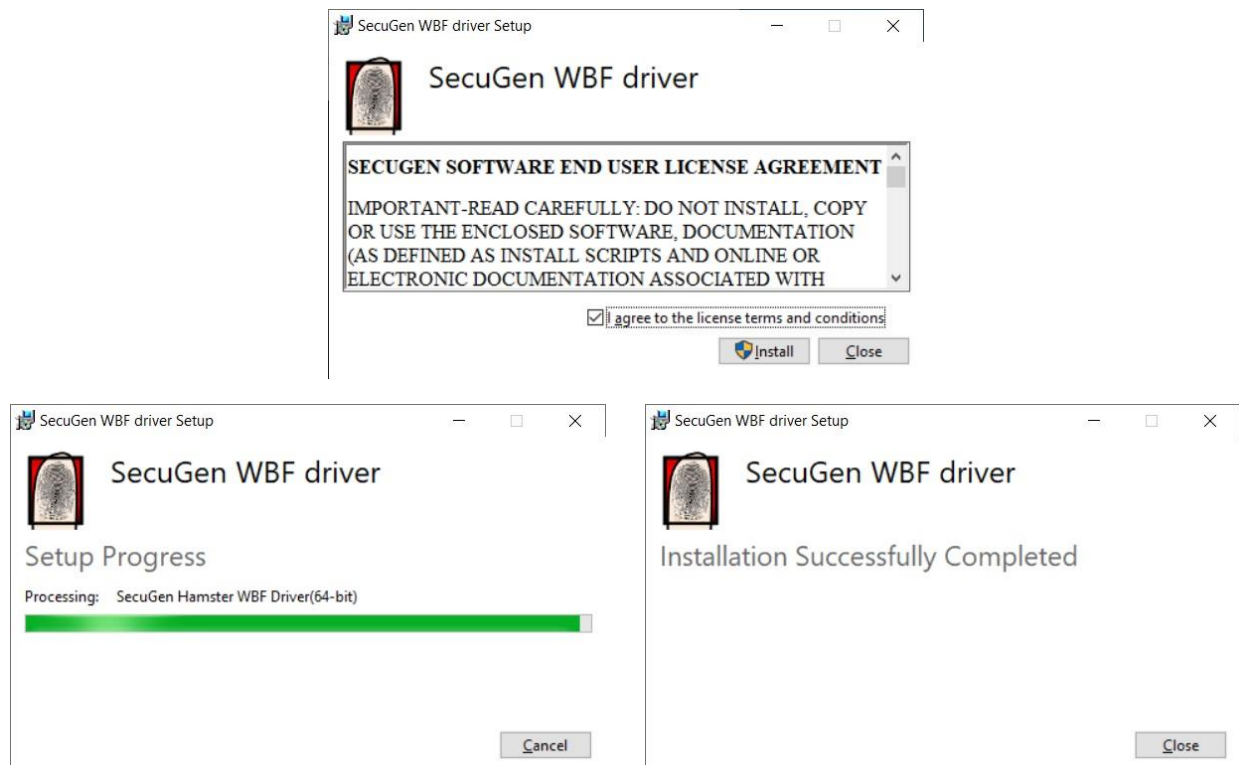 SecuGen WBF driver Setup
SecuGen WBF driver
SECUGEN SOFTWARE END USER LICENSE AGREEMENT
IMPORTANT-READ CAREFULLY: DO NOT INSTALL, COPY
OR USE THE ENCLOSED SOFTWARE, DOCUMENTATION
(AS DEFINED AS INSTALL SCRIPTS AND ONLINE OR
ELECTRONIC DOCUMENTATION ASSOCIATED WITH
I agree to the license terms and conditions
Install Close
SecuGen WBF driver Setup
SecuGen WBF driver
Setup Progress
Processing: SecuGen Hamster WBF Driver(64-bit)
Cancel
SecuGen WBF driver Setup
SecuGen WBF driver
Installation Successfully Completed
Close